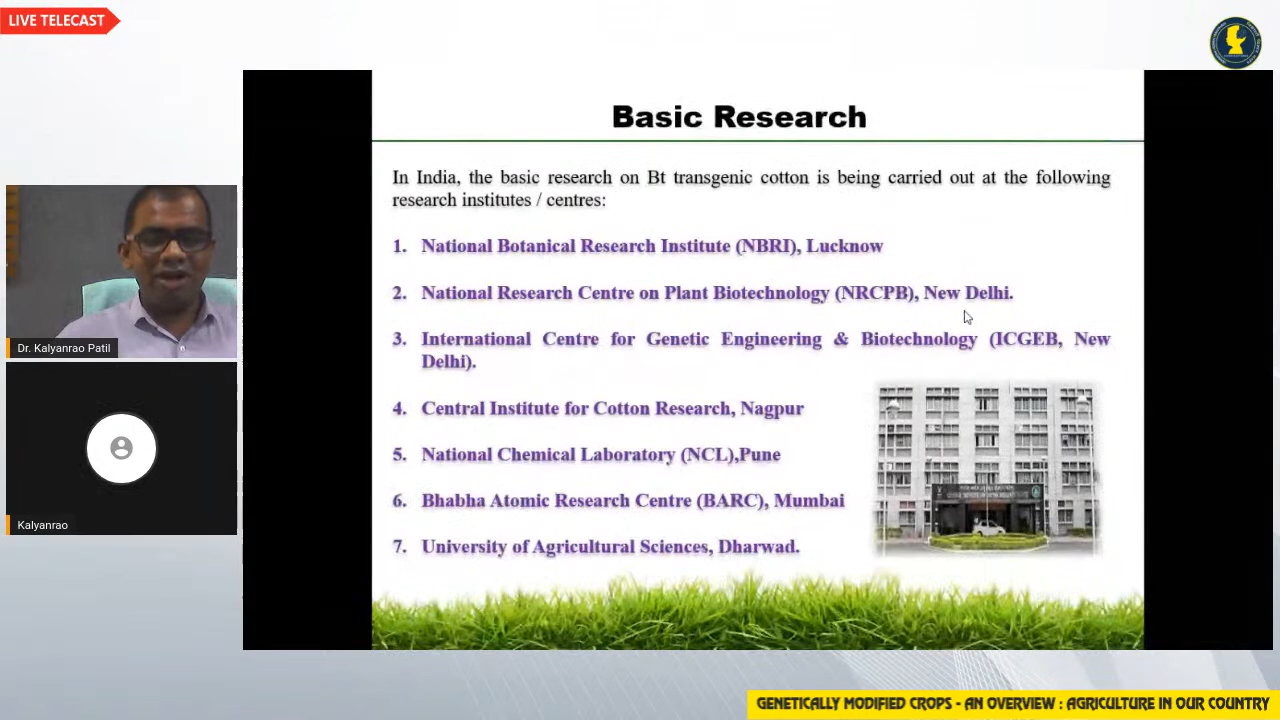 LIVE TELECAST
Basic Research
In India, the basic research on Bt transgenic cotton is being carried out at the following
research institutes / centres:
1. National Botanical Research Institute (NBRI), Lucknow
2. National Research Centre on Plant Biotechnology (NRCPB), New Delhi.
3. International Centre for Genetic Engineering & Biotechnology (ICGEB, New
Delhi).
4. Central Institute for Cotton Research, Nagpur
5. National Chemical Laboratory (NCL),Pune
6. Bhabha Atomic Research Centre (BARC), Mumbai
7. University of Agricultural Sciences, Dharwad.
Dr. Kalyanrao Patil
Kalyanrao
GENETICALLY MODIFIED CROPS - AN OVERVIEW : AGRICULTURE IN OUR COUNTRY